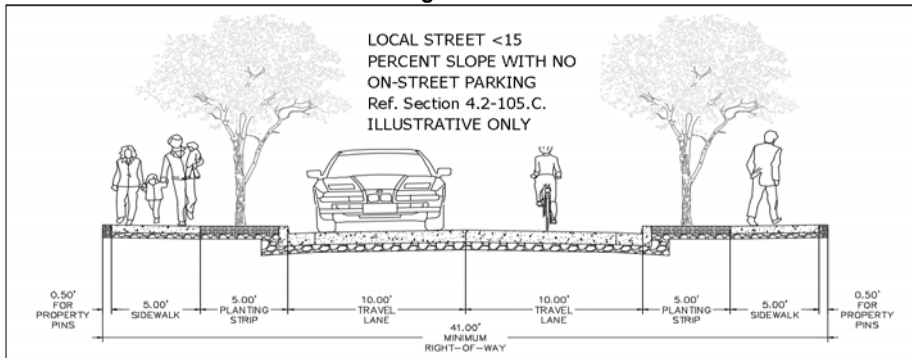 LOCAL STREET <15
PERCENT SLOPE WITH NO
ON-STREET PARKING
Ref. Section 4.2-105.C.
ILLUSTRATIVE ONLY
0.50'
FOR
PROPERTY
PINS
5.00'
SIDEWALK
5.00'
PLANTING
STRIP
10.00'
TRAVEL
LANE
10.00'
TRAVEL
LANE
5.00'
PLANTING
STRIP
5.00'
SIDEWALK
0.50'
FOR
PROPERTY
PINS
41.00'
MINIMUM
RIGHT-OF-WAY